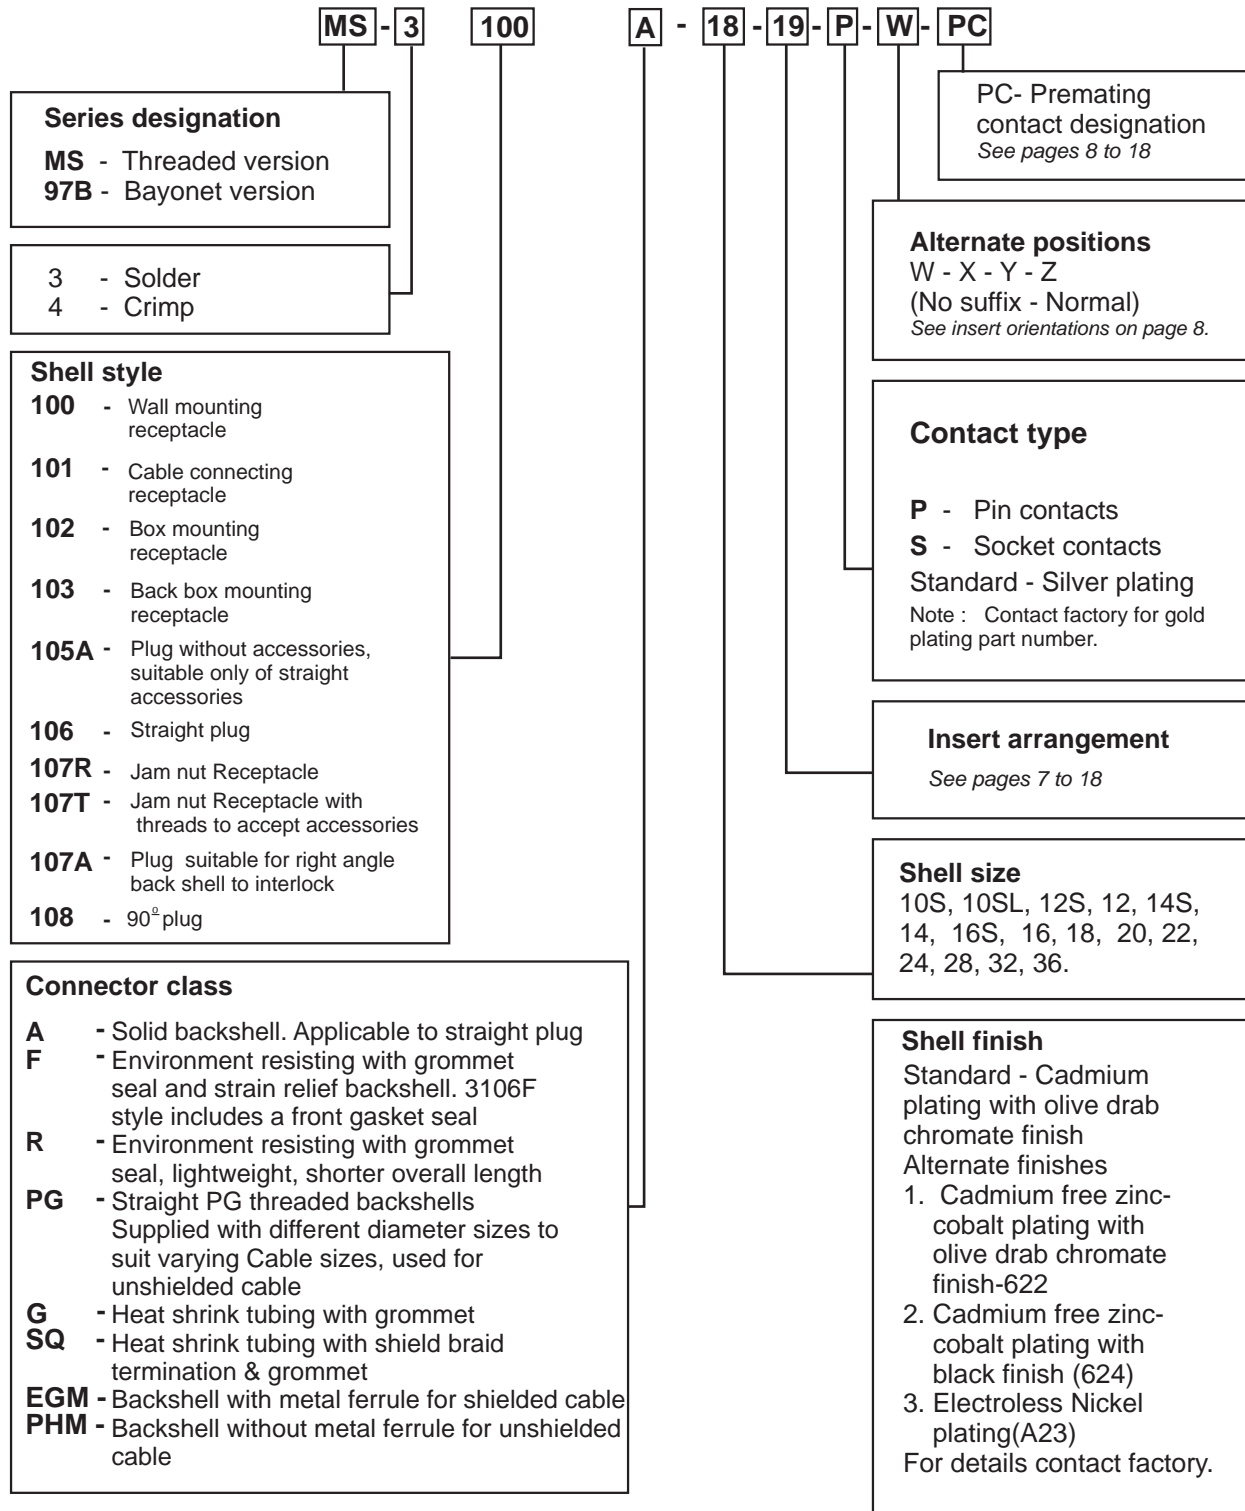 MS - 3 100 A - 18 - 19 - P - W - PC
Series designation
MS - Threaded version
97B - Bayonet version
3 - Solder
4 - Crimp
Shell style
100 - Wall mounting
receptacle
101 - Cable connecting
receptacle
102 - Box mounting
receptacle
103 - Back box mounting
receptacle
105A - Plug without accessories,
suitable only of straight
accessories
106 - Straight plug
107R - Jam nut Receptacle
107T - Jam nut Receptacle with
threads to accept accessories
107A - Plug suitable for right angle
back shell to interlock
108 - 90º plug
Connector class
A - Solid backshell. Applicable to straight plug
F - Environment resisting with grommet
seal and strain relief backshell. 3106F
style includes a front gasket seal
R - Environment resisting with grommet
seal, lightweight, shorter overall length
PG - Straight PG threaded backshells
Supplied with different diameter sizes to
suit varying Cable sizes, used for
unshielded cable
G - Heat shrink tubing with grommet
SQ - Heat shrink tubing with shield braid
termination & grommet
EGM - Backshell with metal ferrule for shielded cable
PHM - Backshell without metal ferrule for unshielded
cable
PC- Premating
contact designation
See pages 8 to 18
Alternate positions
W - X - Y - Z
(No suffix - Normal)
See insert orientations on page 8.
Contact type
P - Pin contacts
S - Socket contacts
Standard - Silver plating
Note : Contact factory for gold
plating part number.
Insert arrangement
See pages 7 to 18
Shell size
10S, 10SL, 12S, 12, 14S,
14, 16S, 16, 18, 20, 22,
24, 28, 32, 36.
Shell finish
Standard - Cadmium
plating with olive drab
chromate finish
Alternate finishes
1. Cadmium free zinc-
cobalt plating with
olive drab chromate
finish-622
2. Cadmium free zinc-
cobalt plating with
black finish (624)
3. Electroless Nickel
plating(A23)
For details contact factory.